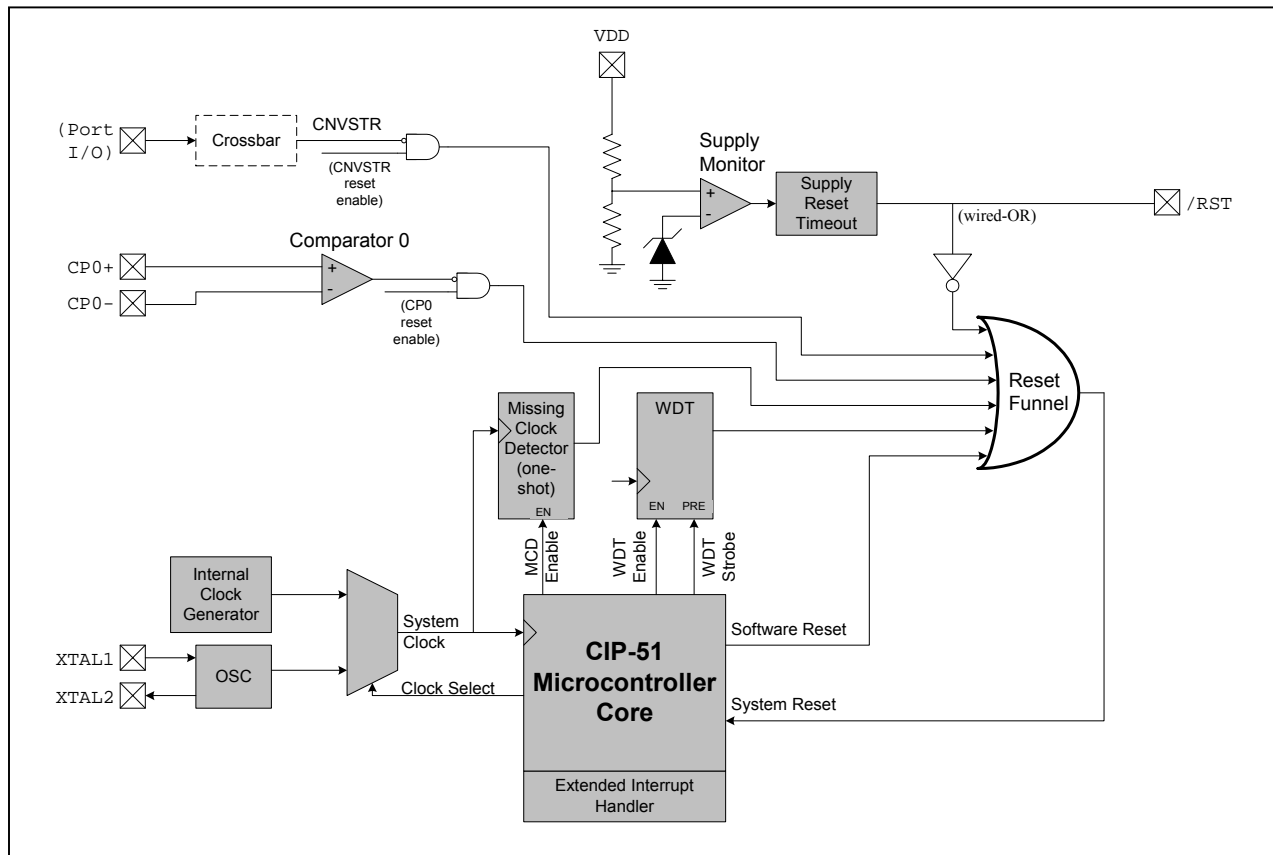 VDD
(Port
I/O)
Crossbar
CNVSTR
(CNVSTR
reset
enable)
Supply
Monitor
+
-
Supply
Reset
Timeout
(wired-OR)
/RST
Comparator 0
CP0+
CP0-
+
-
(CP0
reset
enable)
Reset
Funnel
Missing
Clock
Detector
(one-
shot)
EN
WDT
EN
PRE
MCD
Enable
WDT
Enable
WDT
Strobe
Internal
Clock
Generator
System
Clock
XTAL1
XTAL2
OSC
Clock Select
CIP-51
Microcontroller
Core
Software Reset
System Reset
Extended Interrupt
Handler